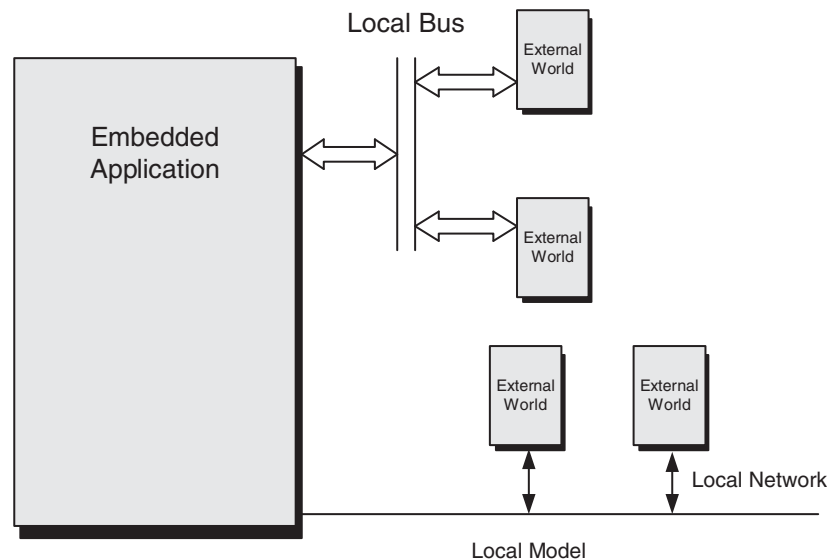 Local Bus
External
World
Embedded
Application
External
World
External
World
External
World
Local Network
Local Model